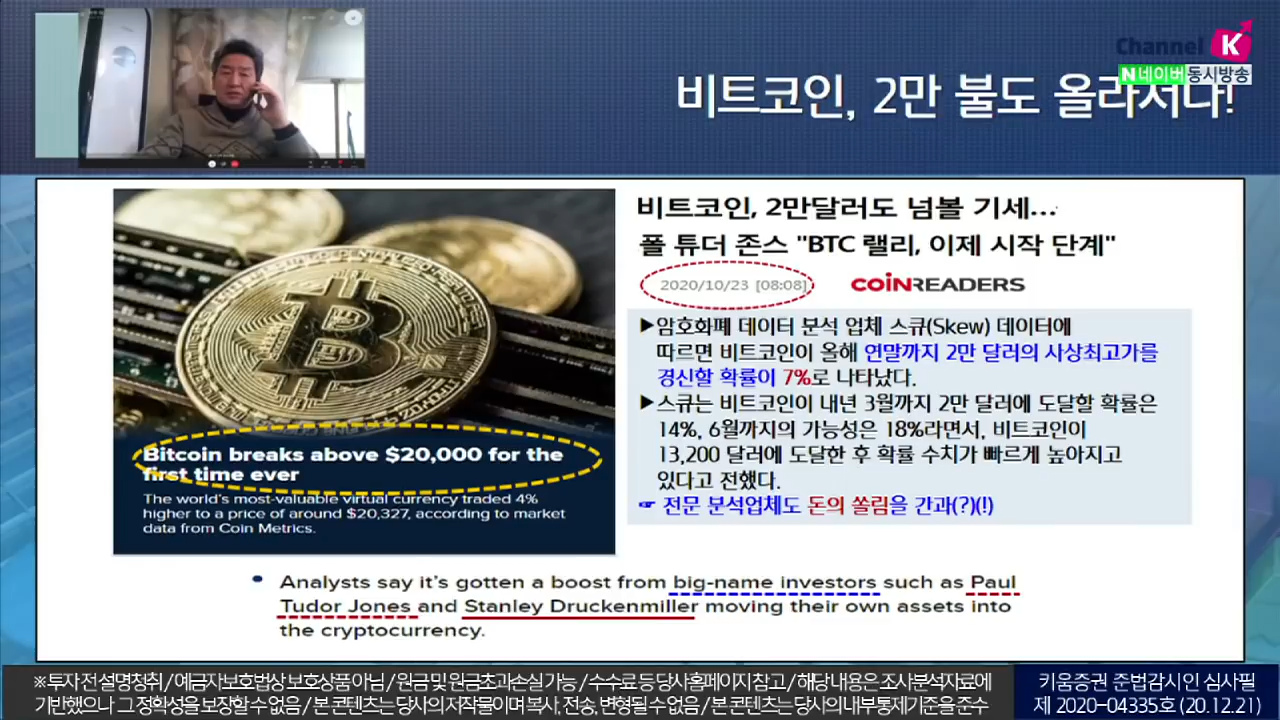 Channel K
N네이버 동시방송
비트코인, 2만 불도 올라서나!
비트코인, 2만달러도 넘볼 기세...
폴 튜더 존스 "BTC 랠리, 이제 시작 단계"
2020/10/23 [08:08]
COINREADERS
▶암호화폐 데이터 분석 업체 스큐(Skew) 데이터에
따르면 비트코인이 올해 연말까지 2만 달러의 사상최고가를
경신할 확률이 7%로 나타났다.
▶스큐는 비트코인이 내년 3월까지 2만 달러에 도달할 확률은
14%, 6월까지의 가능성은 18%라면서, 비트코인이
13,200 달러에 도달한 후 확률 수치가 빠르게 높아지고
있다고 전했다.
☞ 전문 분석업체도 돈의 쏠림을 간과(?)(!)
Bitcoin breaks above $20,000 for the
first time ever
The world's most-valuable virtual currency traded 4%
higher to a price of around $20,327, according to market
data from Coin Metrics.
• Analysts say it's gotten a boost from big-name investors such as Paul
Tudor Jones and Stanley Druckenmiller moving their own assets into
the cryptocurrency.
※ 투자 전 설명청취 / 예금자보호법상 보호상품 아님 / 원금 및 원금초과손실 가능 / 수수료 등 당사홈페이지 참고 / 해당 내용은 조사분석자료에
기반했으나 그 정확성을 보장할 수 없음 / 본 콘텐츠는 당사의 저작물이며 복사, 전송, 변형될 수 없음 / 본 콘텐츠는 당사의 내부통제기준을 준수
키움증권 준법감시인 심사필
제 2020-04335호 (20.12.21)